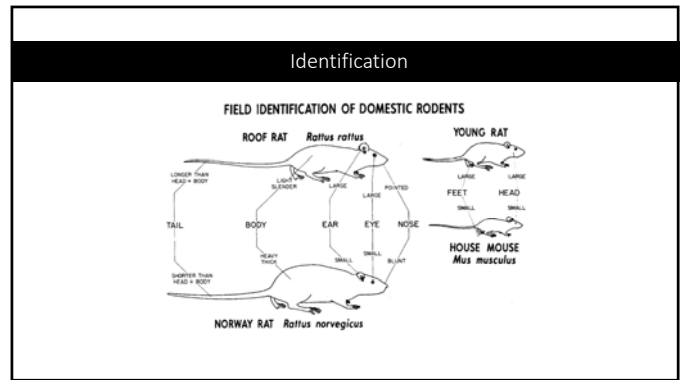 Identification
FIELD IDENTIFICATION OF DOMESTIC RODENTS
ROOF RAT Rattus rattus
YOUNG RAT
LONGER THAN
HEAD + BODY
LIGHT
SLENDER
LARGE
LARGE
POINTED
LARGE
LARGE
TAIL
BODY
EAR
EYE
NOSE
FEET
HEAD
SMALL
SMALL
SHORTER THAN
HEAD + BODY
HEAVY
THICK
SMALL
SMALL
BLUNT
HOUSE MOUSE
Mus musculus
NORWAY RAT Rattus norvegicus